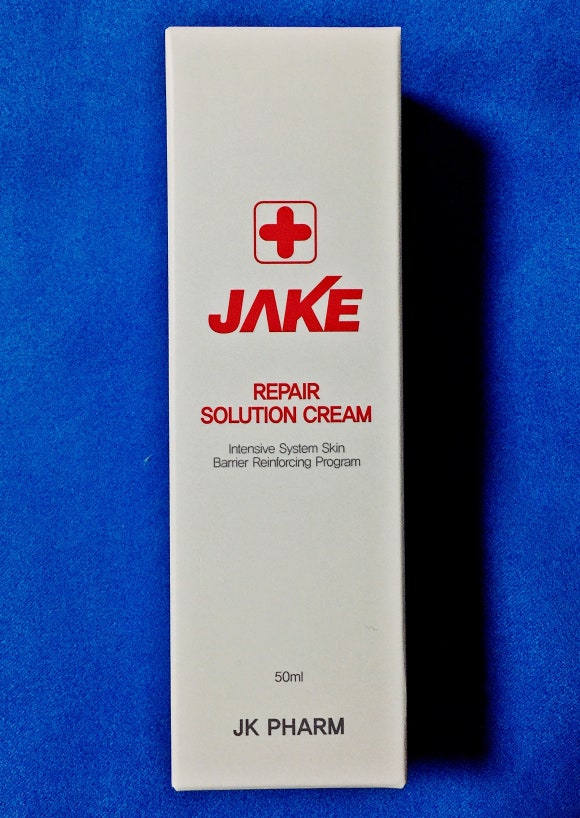 JAKE
REPAIR
SOLUTION CREAM
Intensive System Skin
Barrier Reinforcing Program
50ml
JK PHARM